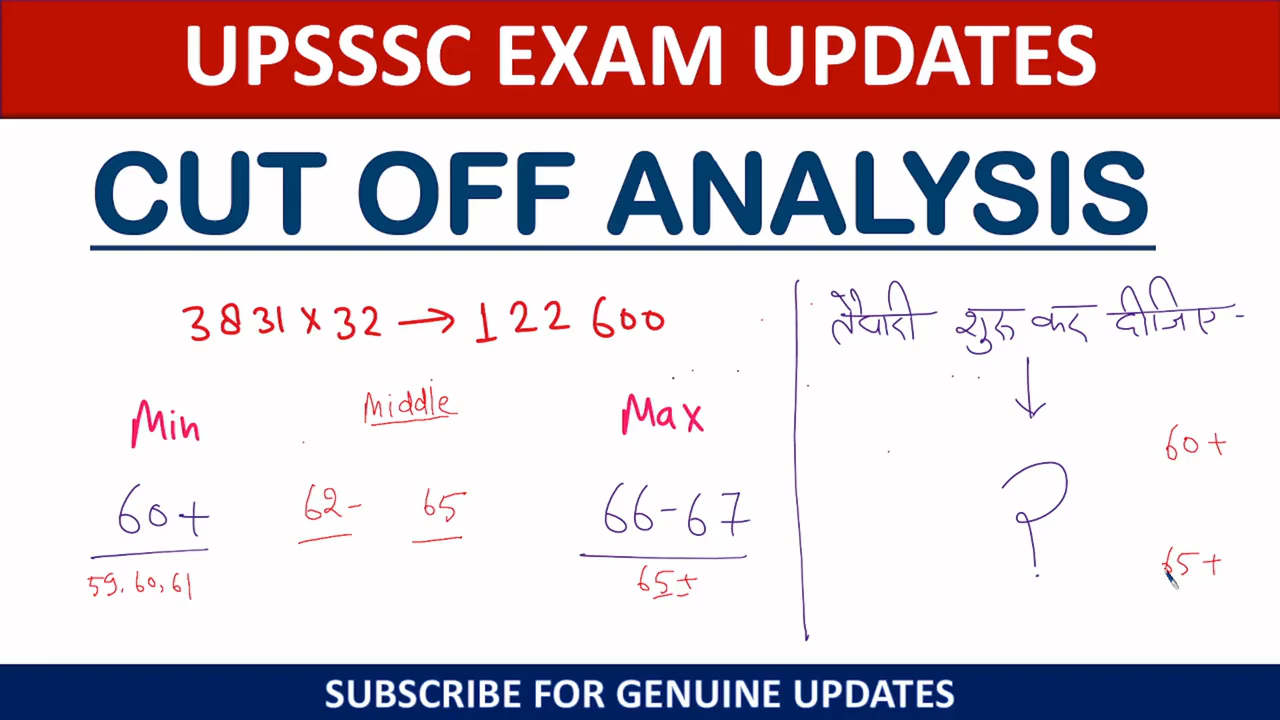 UPSSSC EXAM UPDATES
CUT OFF ANALYSIS
3831 x 32 → 122600
Min
Middle
Max
60+
62-
65
66-67
59, 60, 61
65+
तैयारी शुरू कर दीजिए -
↓
?
60+
65+
SUBSCRIBE FOR GENUINE UPDATES